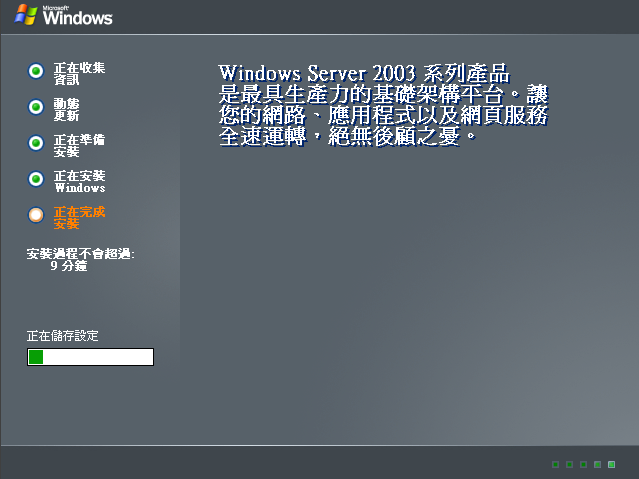 Microsoft
Windows
正在收集
資訊
動態
更新
正在準備
安裝
正在安裝
Windows
正在完成
安裝
安裝過程不會超過:
9 分鐘
正在儲存設定
Windows Server 2003 系列產品
是最具生產力的基礎架構平台。讓
您的網路、應用程式以及網頁服務
全速運轉，絕無後顧之憂。